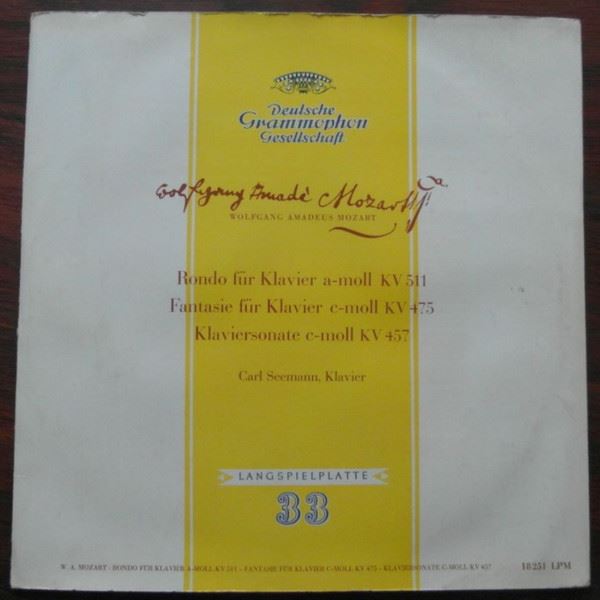 Deutsche
Grammophon
Gesellschaft
Wolfgang Amadè Mozart
WOLFGANG AMADEUS MOZART
Rondo für Klavier a-moll KV 511
Fantasie für Klavier c-moll KV 475
Klaviersonate c-moll KV 457
Carl Seemann, Klavier
LANGSPIELPLATTE
33
W. A. MOZART · RONDO FÜR KLAVIER A-MOLL KV 511 · FANTASIE FÜR KLAVIER C-MOLL KV 475 · KLAVIERSONATE C-MOLL KV 457 18251 LPM